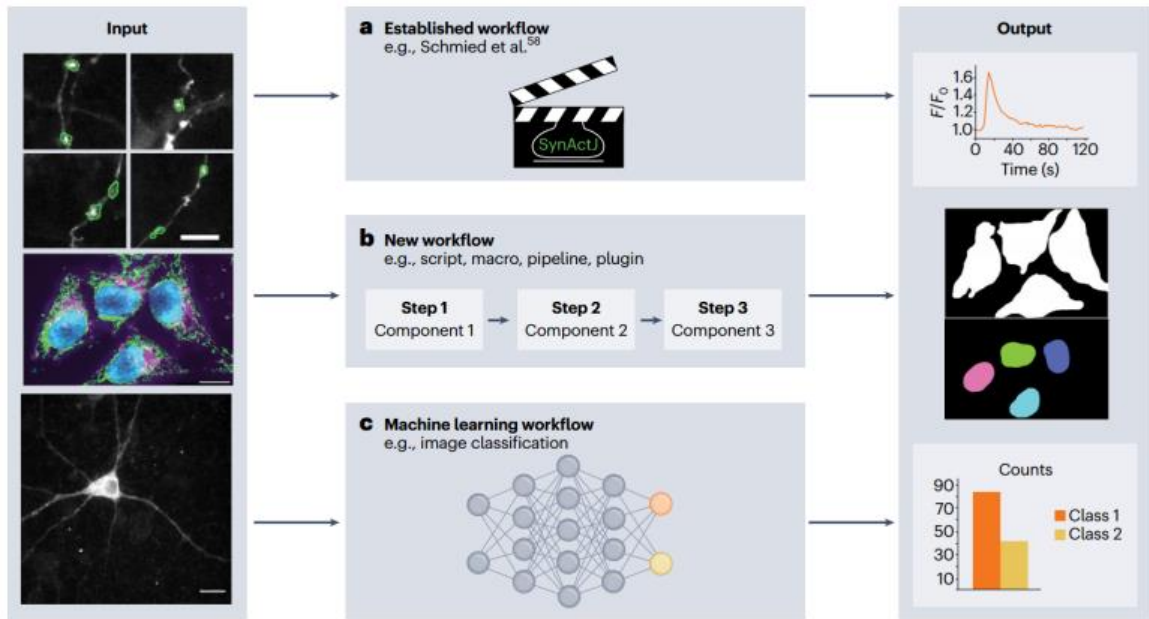 Input
a Established workflow
e.g., Schmied et al.58
SynActJ
Output
F/F0
1.6
1.4
1.2
1.0
0 40 80 120
Time (s)
b New workflow
e.g., script, macro, pipeline, plugin
Step 1
Component 1
Step 2
Component 2
Step 3
Component 3
c Machine learning workflow
e.g., image classification
Counts
90
70
50
30
10
Class 1
Class 2